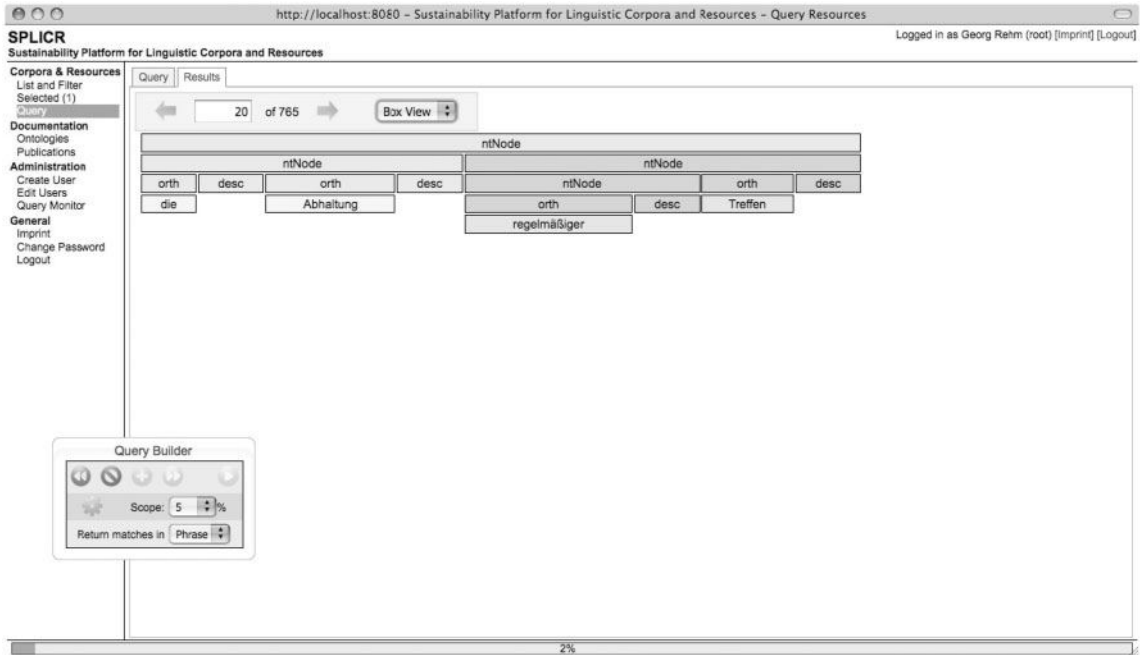 http://localhost:8080 – Sustainability Platform for Linguistic Corpora and Resources – Query Resources
SPLICR
Sustainability Platform for Linguistic Corpora and Resources
Logged in as Georg Rehm (root) [Imprint] [Logout]
Corpora & Resources
List and Filter
Selected (1)
Query
Documentation
Ontologies
Publications
Administration
Create User
Edit Users
Query Monitor
General
Imprint
Change Password
Logout
Query Results
20 of 765 Box View
ntNode
ntNode ntNode
orth desc orth desc ntNode orth desc
die Abhaltung orth desc Treffen
regelmäßiger
Query Builder
Scope: 5 %
Return matches in Phrase
2%